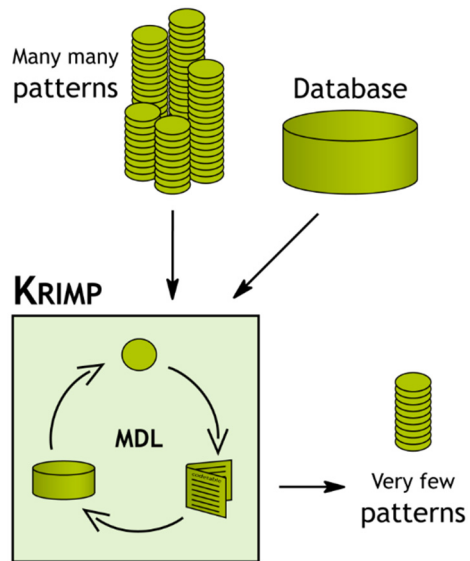 Many many
patterns
Database
KRIMP
MDL
Very few
patterns